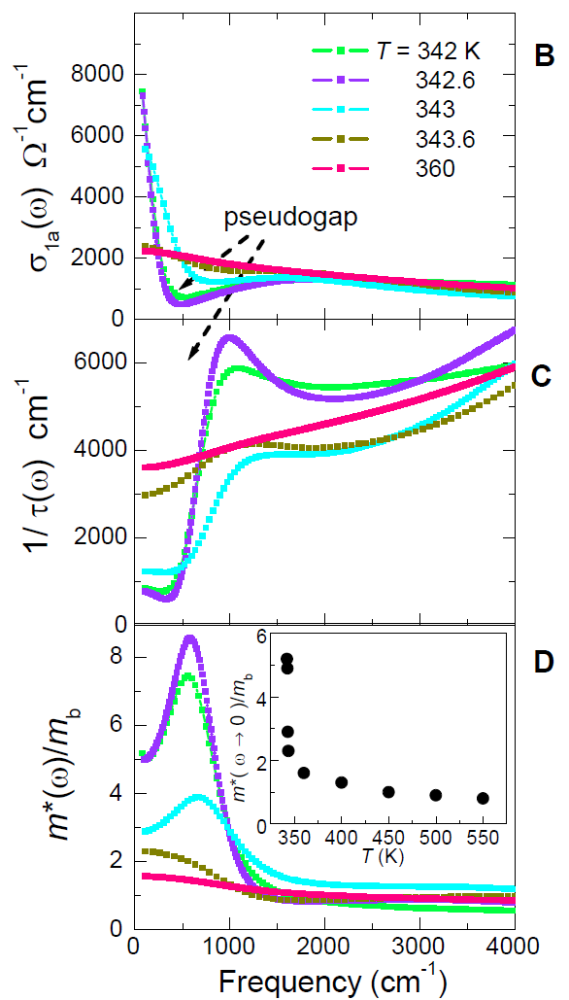 B
T = 342 K
342.6
343
343.6
360
pseudogap
σ1a(ω) Ω-1cm-1
8000
6000
4000
2000
0
C
1/ τ(ω) cm-1
6000
4000
2000
0
D
m*(ω)/mb
8
6
4
2
0
m*( ω → 0 )/mb
6
4
2
0
350 400 450 500 550
T (K)
0 1000 2000 3000 4000
Frequency (cm-1)